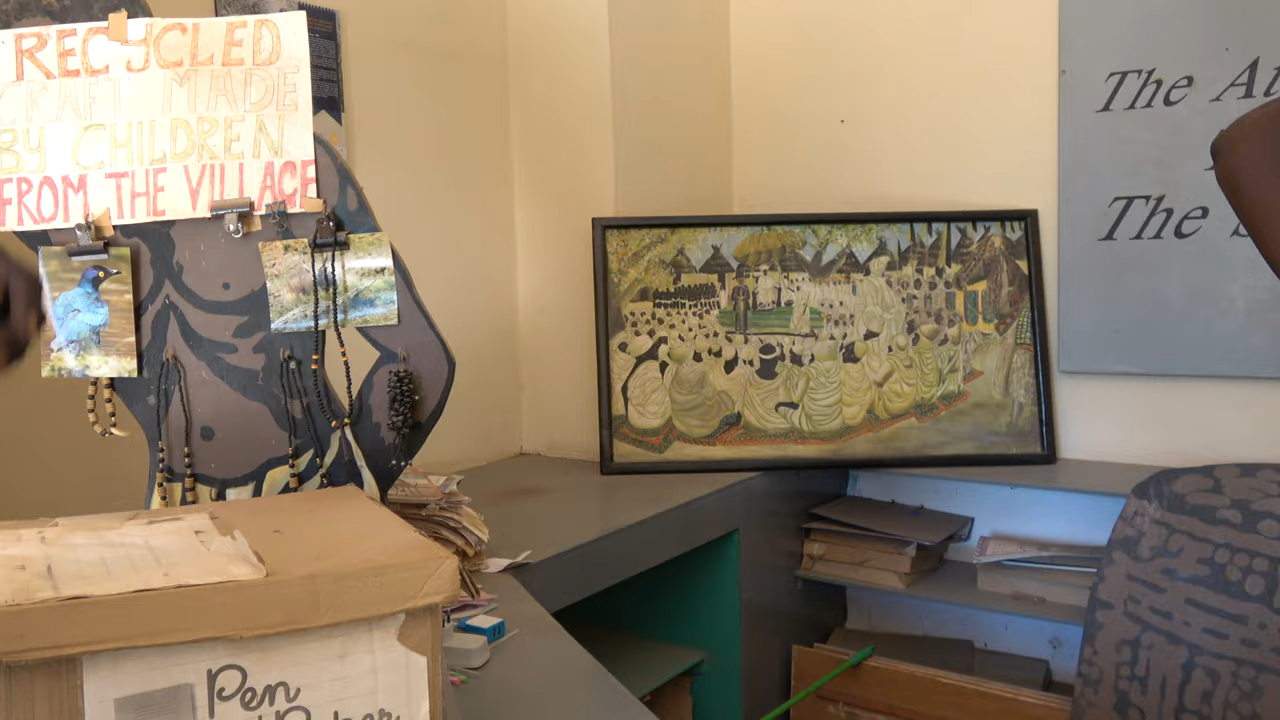 RECYCLED
CRAFT MADE
BY CHILDREN
FROM THE VILLAGE
The
The
Pen